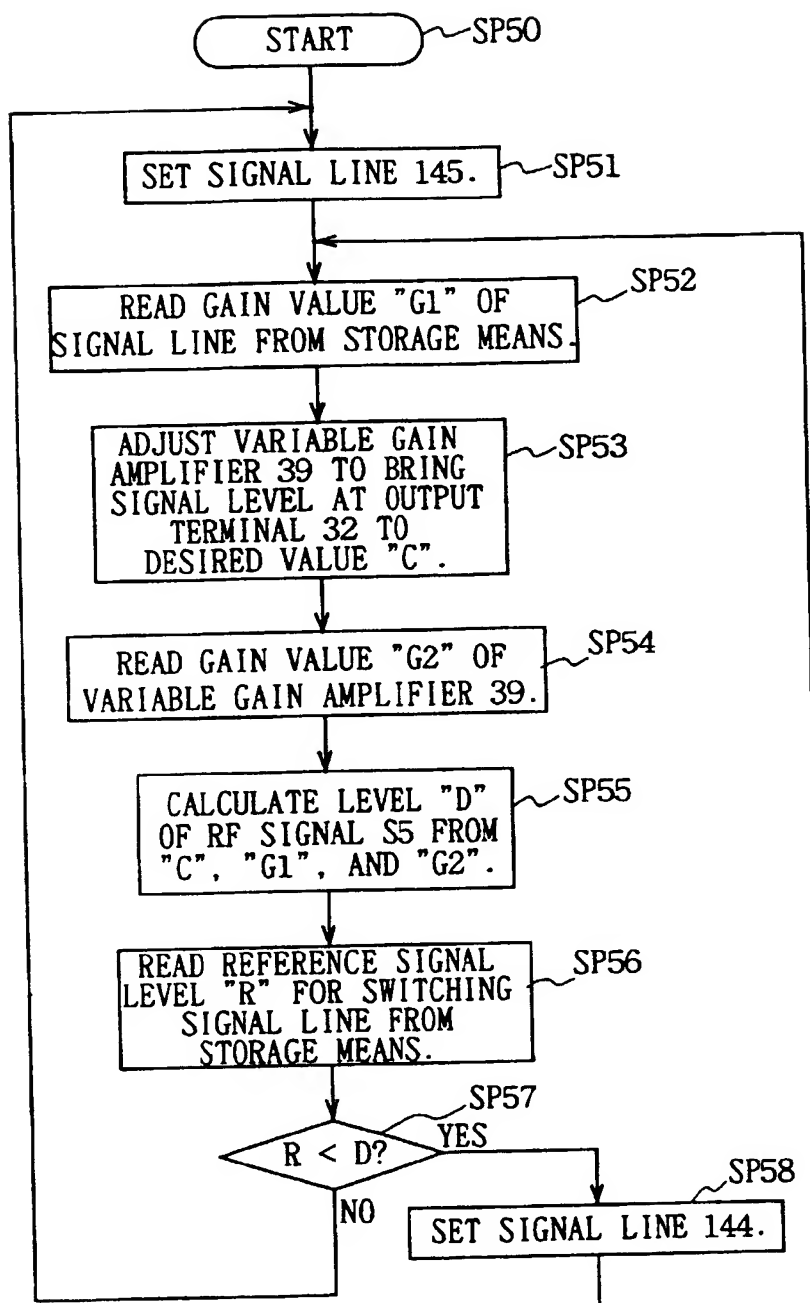 START
SP50
SET SIGNAL LINE 145.
SP51
READ GAIN VALUE "G1" OF
SIGNAL LINE FROM STORAGE MEANS.
SP52
ADJUST VARIABLE GAIN
AMPLIFIER 39 TO BRING
SIGNAL LEVEL AT OUTPUT
TERMINAL 32 TO
DESIRED VALUE "C".
SP53
READ GAIN VALUE "G2" OF
VARIABLE GAIN AMPLIFIER 39.
SP54
CALCULATE LEVEL "D"
OF RF SIGNAL S5 FROM
"C", "G1", AND "G2".
SP55
READ REFERENCE SIGNAL
LEVEL "R" FOR SWITCHING
SIGNAL LINE FROM
STORAGE MEANS.
SP56
R < D?
SP57
YES
NO
SET SIGNAL LINE 144.
SP58